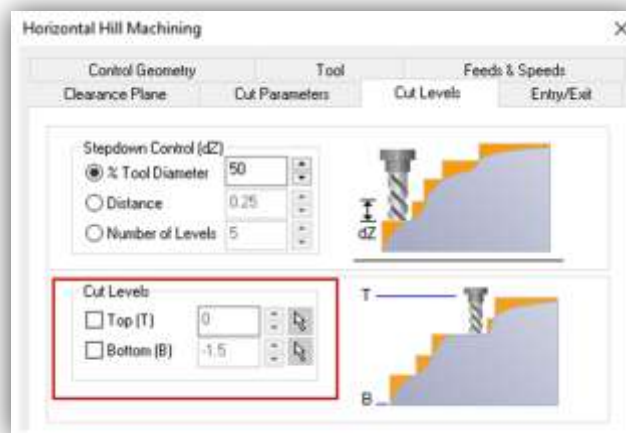 Horizontal Hill Machining
Control Geometry Tool Feeds & Speeds
Clearance Plane Cut Parameters Cut Levels Entry/Exit
Stepdown Control (dZ)
% Tool Diameter 50
Distance 0.25
Number of Levels 5
dZ
Cut Levels
Top (T) 0
Bottom (B) -1.5
T
B